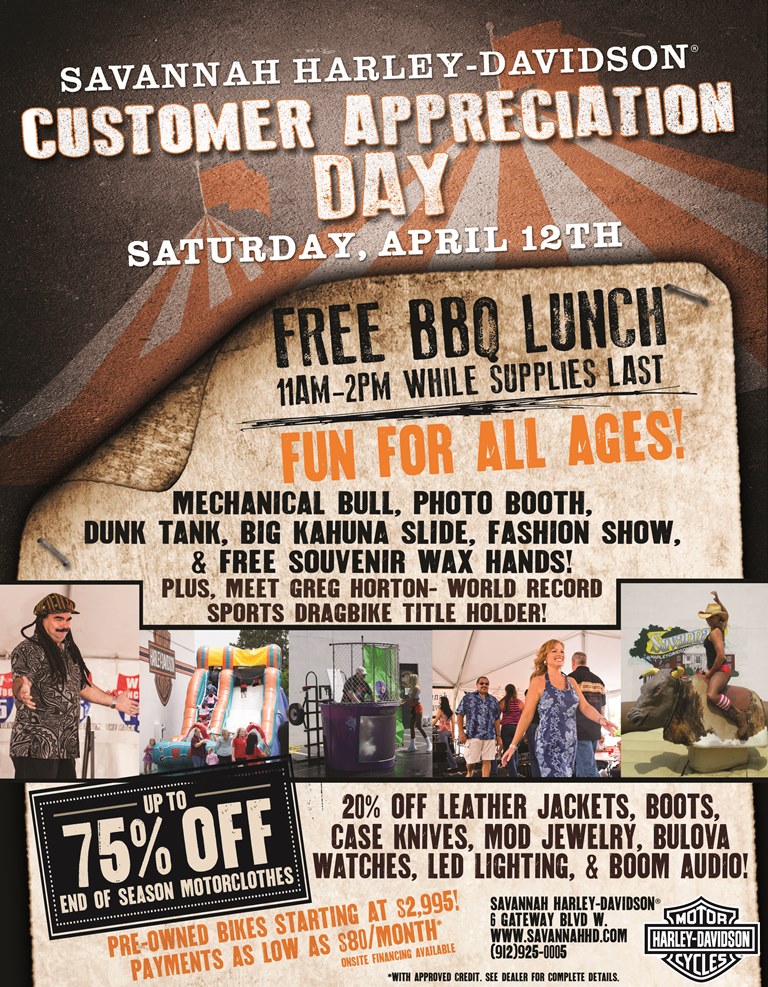 SAVANNAH HARLEY-DAVIDSON®
CUSTOMER APPRECIATION
DAY
SATURDAY, APRIL 12TH
FREE BBQ LUNCH
11AM-2PM WHILE SUPPLIES LAST
FUN FOR ALL AGES!
MECHANICAL BULL, PHOTO BOOTH,
DUNK TANK, BIG KAHUNA SLIDE, FASHION SHOW,
& FREE SOUVENIR WAX HANDS!
PLUS, MEET GREG HORTON- WORLD RECORD
SPORTS DRAGBIKE TITLE HOLDER!
UP TO
75% OFF
END OF SEASON MOTORCLOTHES
20% OFF LEATHER JACKETS, BOOTS,
CASE KNIVES, MOD JEWELRY, BULOVA
WATCHES, LED LIGHTING, & BOOM AUDIO!
PRE-OWNED BIKES STARTING AT $2,995!
PAYMENTS AS LOW AS $80/MONTH*
ONSITE FINANCING AVAILABLE
SAVANNAH HARLEY-DAVIDSON®
6 GATEWAY BLVD W.
WWW.SAVANNAHHD.COM
(912)925-0005
MOTOR
HARLEY-DAVIDSON
CYCLES
*WITH APPROVED CREDIT. SEE DEALER FOR COMPLETE DETAILS.